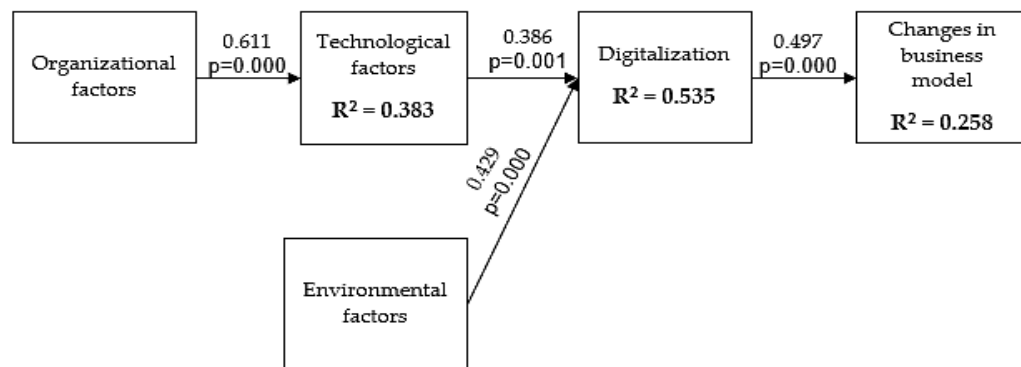 Organizational
factors
0.611
p=0.000
Technological
factors
R² = 0.383
0.386
p=0.001
Digitalization
R² = 0.535
0.497
p=0.000
Changes in
business
model
R² = 0.258
0.429
p=0.000
Environmental
factors